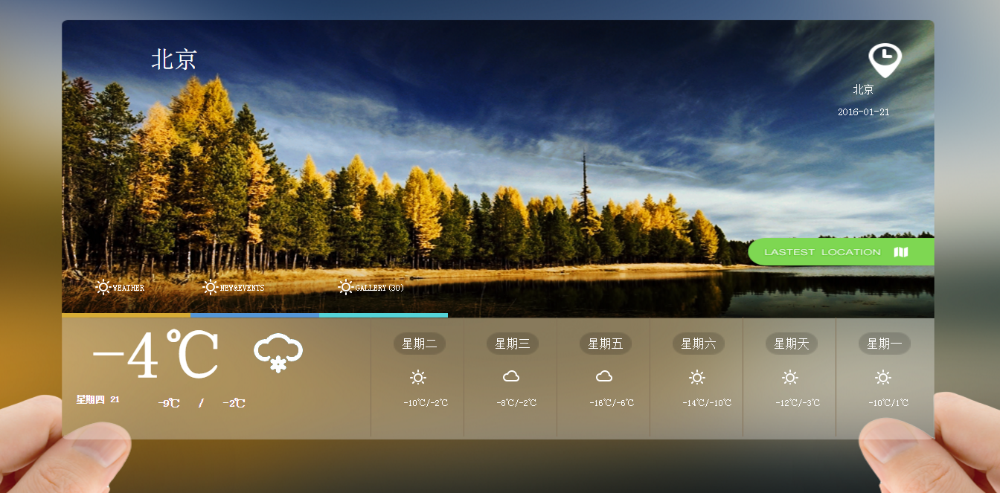 北京
北京
2016-01-21
LASTEST LOCATION
WEATHER
NEW&EVENTS
GALLERY(30)
-4℃
星期四 21
-9℃ / -2℃
星期二
-10℃/-2℃
星期三
-8℃/-2℃
星期五
-16℃/-6℃
星期六
-14℃/-10℃
星期天
-12℃/-3℃
星期一
-10℃/1℃